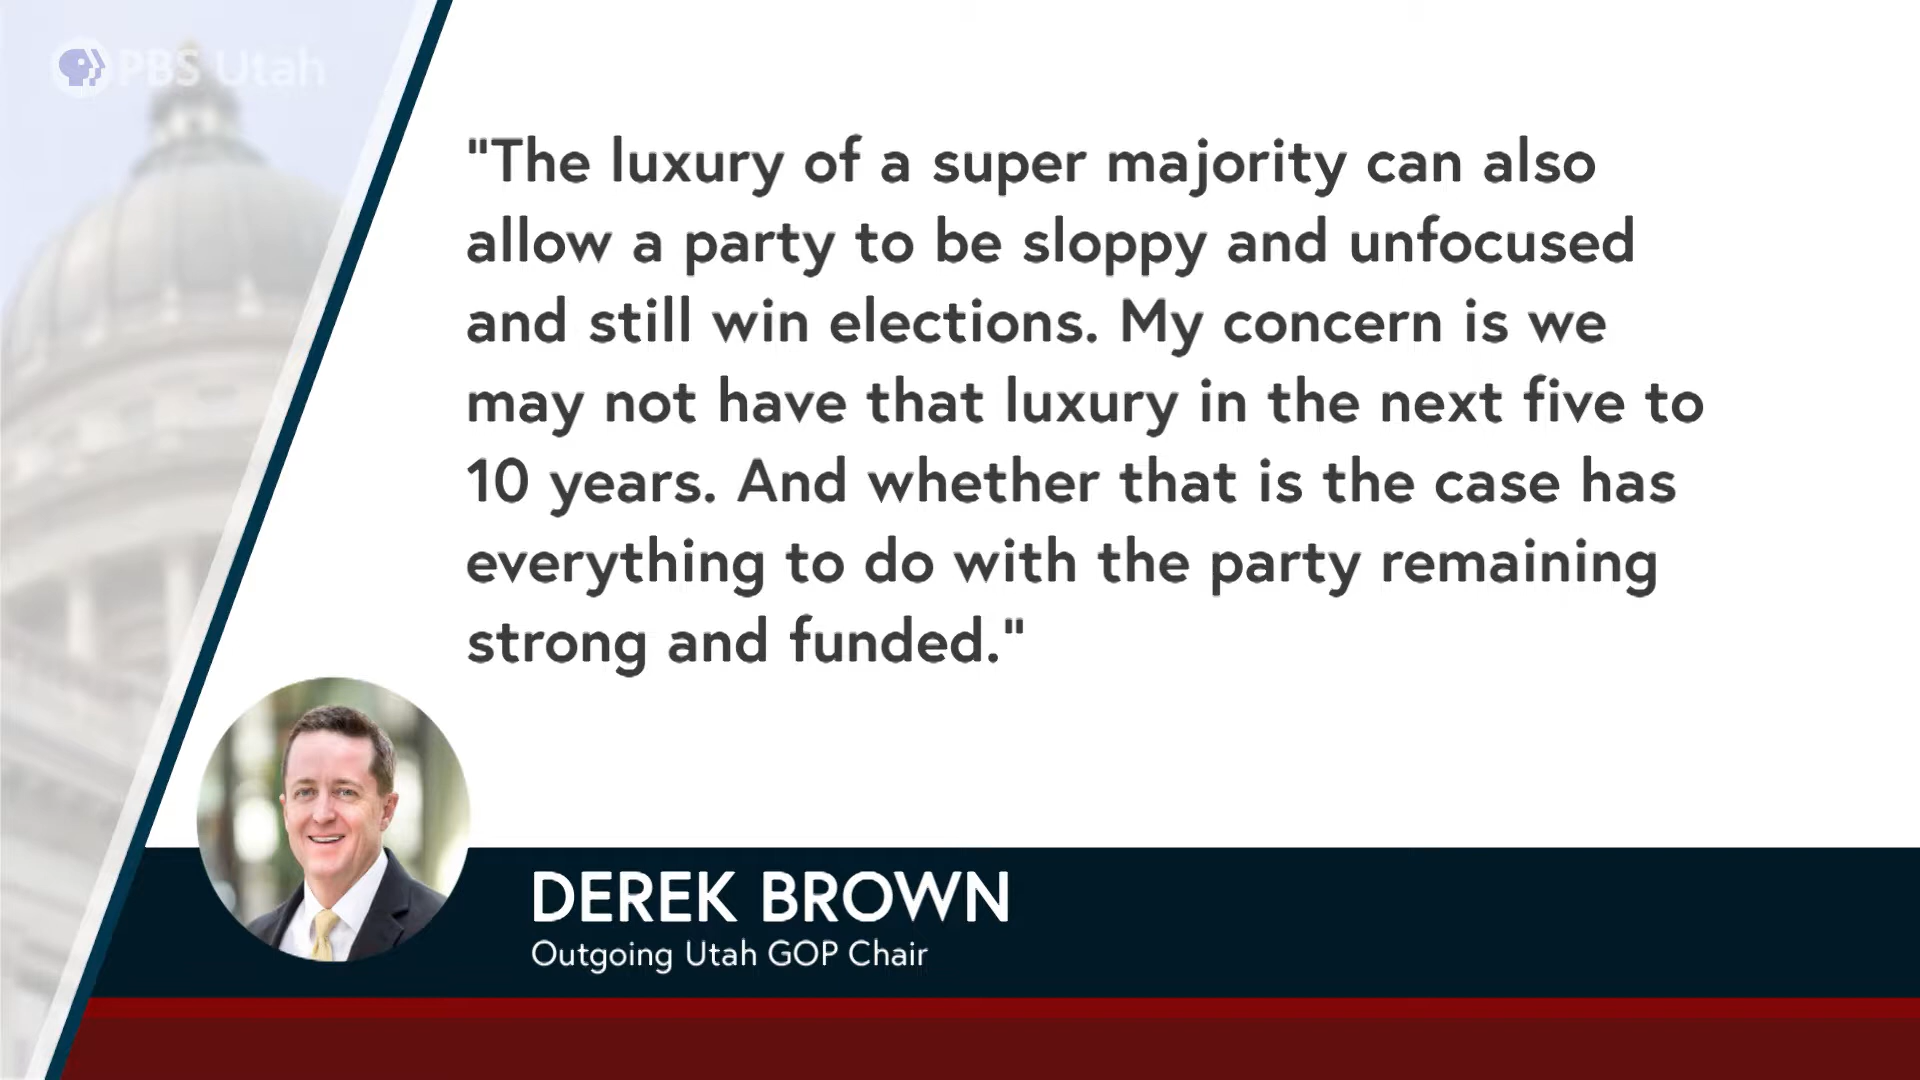 PBS Utah
"The luxury of a super majority can also
allow a party to be sloppy and unfocused
and still win elections. My concern is we
may not have that luxury in the next five to
10 years. And whether that is the case has
everything to do with the party remaining
strong and funded."
DEREK BROWN
Outgoing Utah GOP Chair